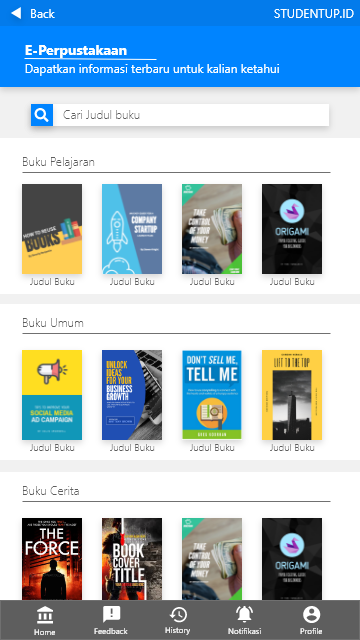 Back
STUDENTUP.ID
E-Perpustakaan
Dapatkan informasi terbaru untuk kalian ketahui
Cari Judul buku
Buku Pelajaran
HOW TO REUSE
BOOKS
COMPANY
STARTUP
TAKE
CONTROL OF
YOUR
MONEY
ORIGAMI
Judul Buku
Judul Buku
Judul Buku
Judul Buku
Buku Umum
SOCIAL MEDIA
AD CAMPAIGN
UNLOCK
IDEAS
FOR YOUR
BUSINESS
GROWTH
DON'T SELL ME,
TELL ME
LIFT TO THE TOP
Judul Buku
Judul Buku
Judul Buku
Judul Buku
Buku Cerita
THE
FORCE
BOOK
COVER
TITLE
TAKE
CONTROL OF
YOUR
MONEY
ORIGAMI
Home
Feedback
History
Notifikasi
Profile